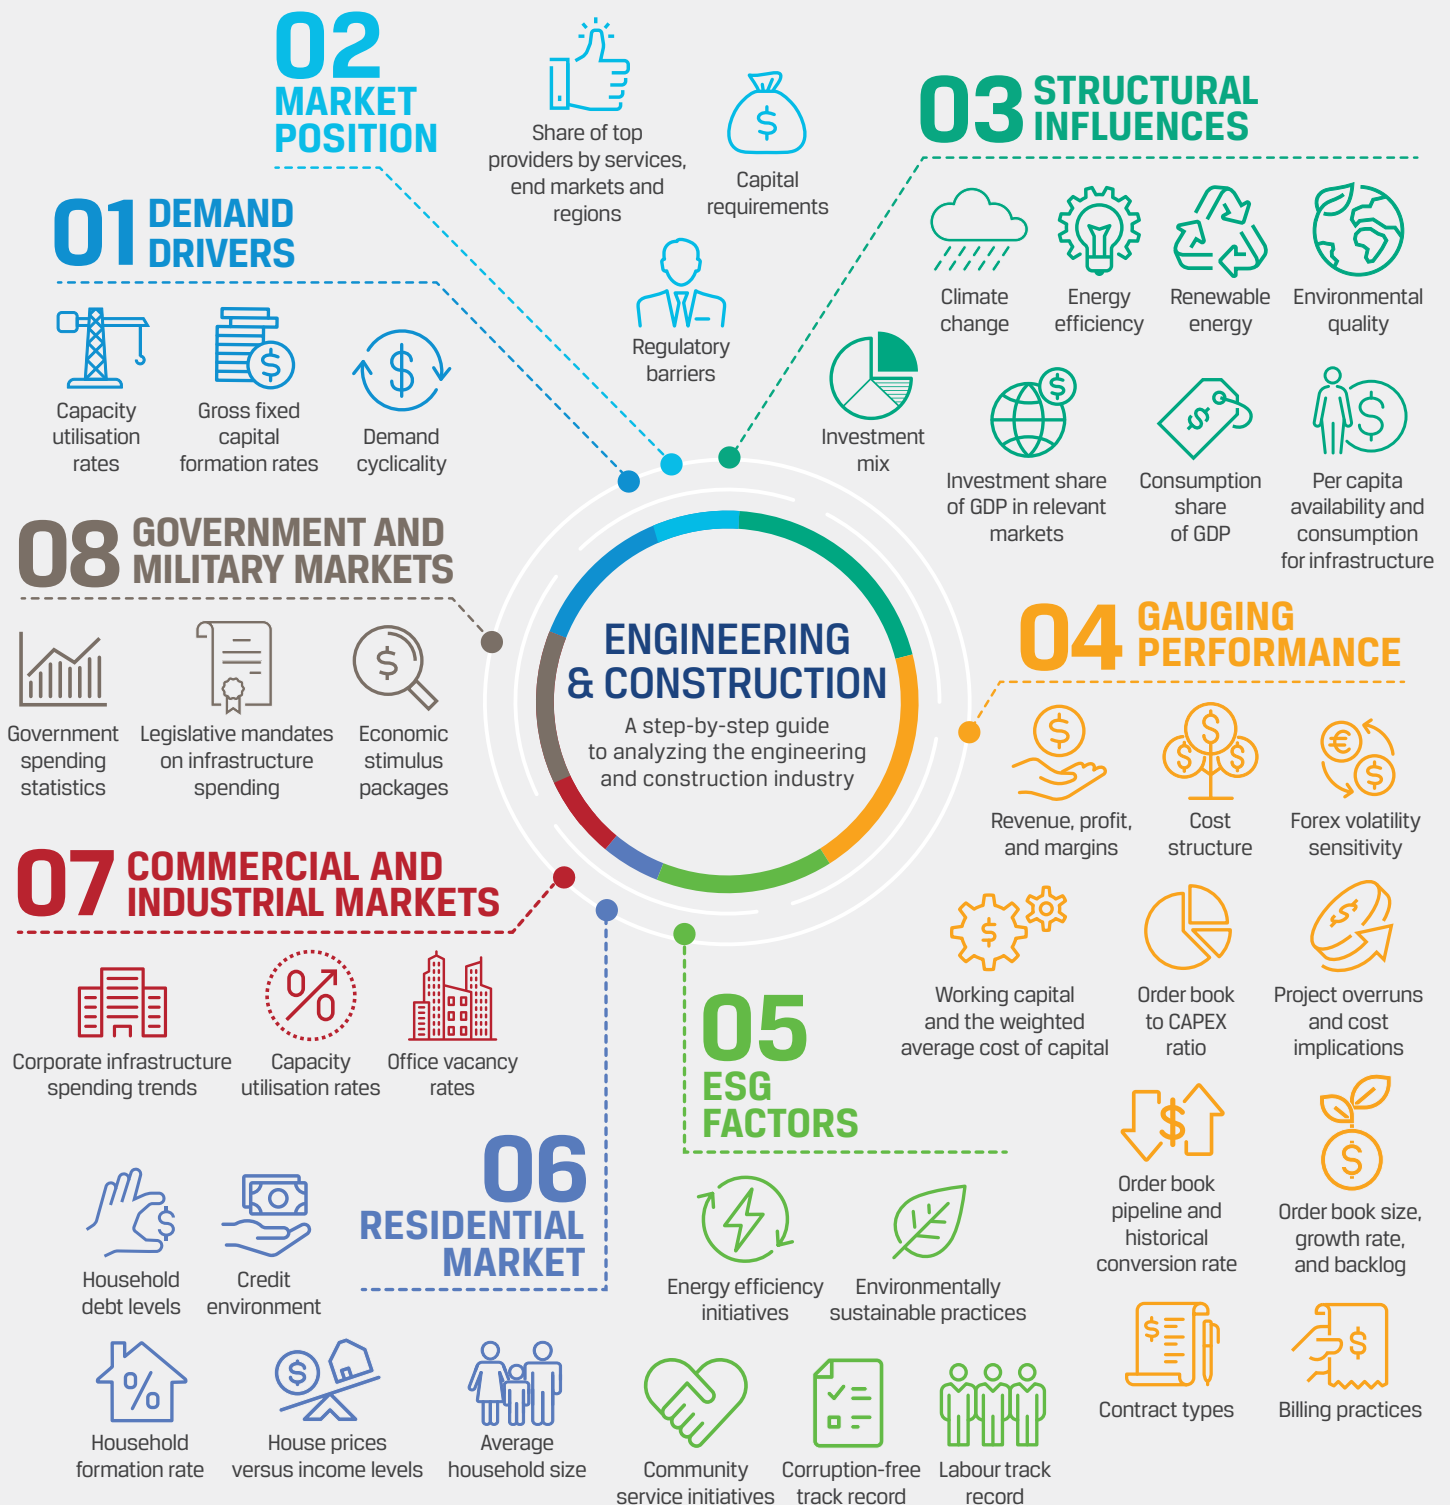 02
MARKET
POSITION
Share of top
providers by services,
end markets and
regions
Capital
requirements
Regulatory
barriers
03
STRUCTURAL
INFLUENCES
Climate
change
Energy
efficiency
Renewable
energy
Environmental
quality
Investment
mix
Investment share
of GDP in relevant
markets
Consumption
share
of GDP
Per capita
availability and
consumption
for infrastructure
01
DEMAND
DRIVERS
Capacity
utilisation
rates
Gross fixed
capital
formation rates
Demand
cyclicality
08
GOVERNMENT AND
MILITARY MARKETS
Government
spending
statistics
Legislative mandates
on infrastructure
spending
Economic
stimulus
packages
ENGINEERING
& CONSTRUCTION
A step-by-step guide
to analyzing the engineering
and construction industry
04
GAUGING
PERFORMANCE
Revenue, profit,
and margins
Cost
structure
Forex volatility
sensitivity
Working capital
and the weighted
average cost of capital
Order book
to CAPEX
ratio
Project overruns
and cost
implications
Order book
pipeline and
historical
conversion rate
Order book size,
growth rate,
and backlog
Contract types
Billing practices
07
COMMERCIAL AND
INDUSTRIAL MARKETS
Corporate infrastructure
spending trends
Capacity
utilisation rates
Office vacancy
rates
05
ESG
FACTORS
Energy efficiency
initiatives
Environmentally
sustainable practices
Community
service initiatives
Corruption-free
track record
Labour track
record
06
RESIDENTIAL
MARKET
Household
debt levels
Credit
environment
Household
formation rate
House prices
versus income levels
Average
household size